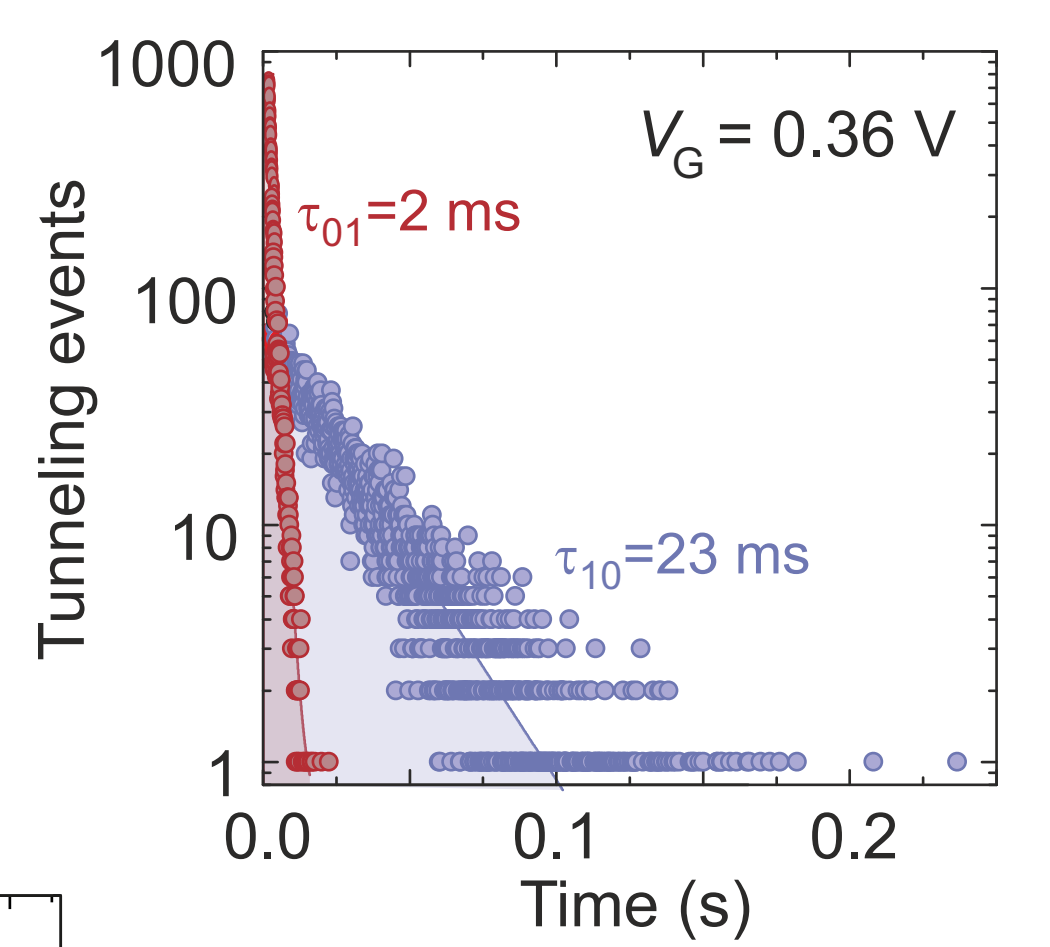 1000
100
10
1
Tunneling events
V_G = 0.36 V
τ_01=2 ms
τ_10=23 ms
0.0 0.1 0.2
Time (s)